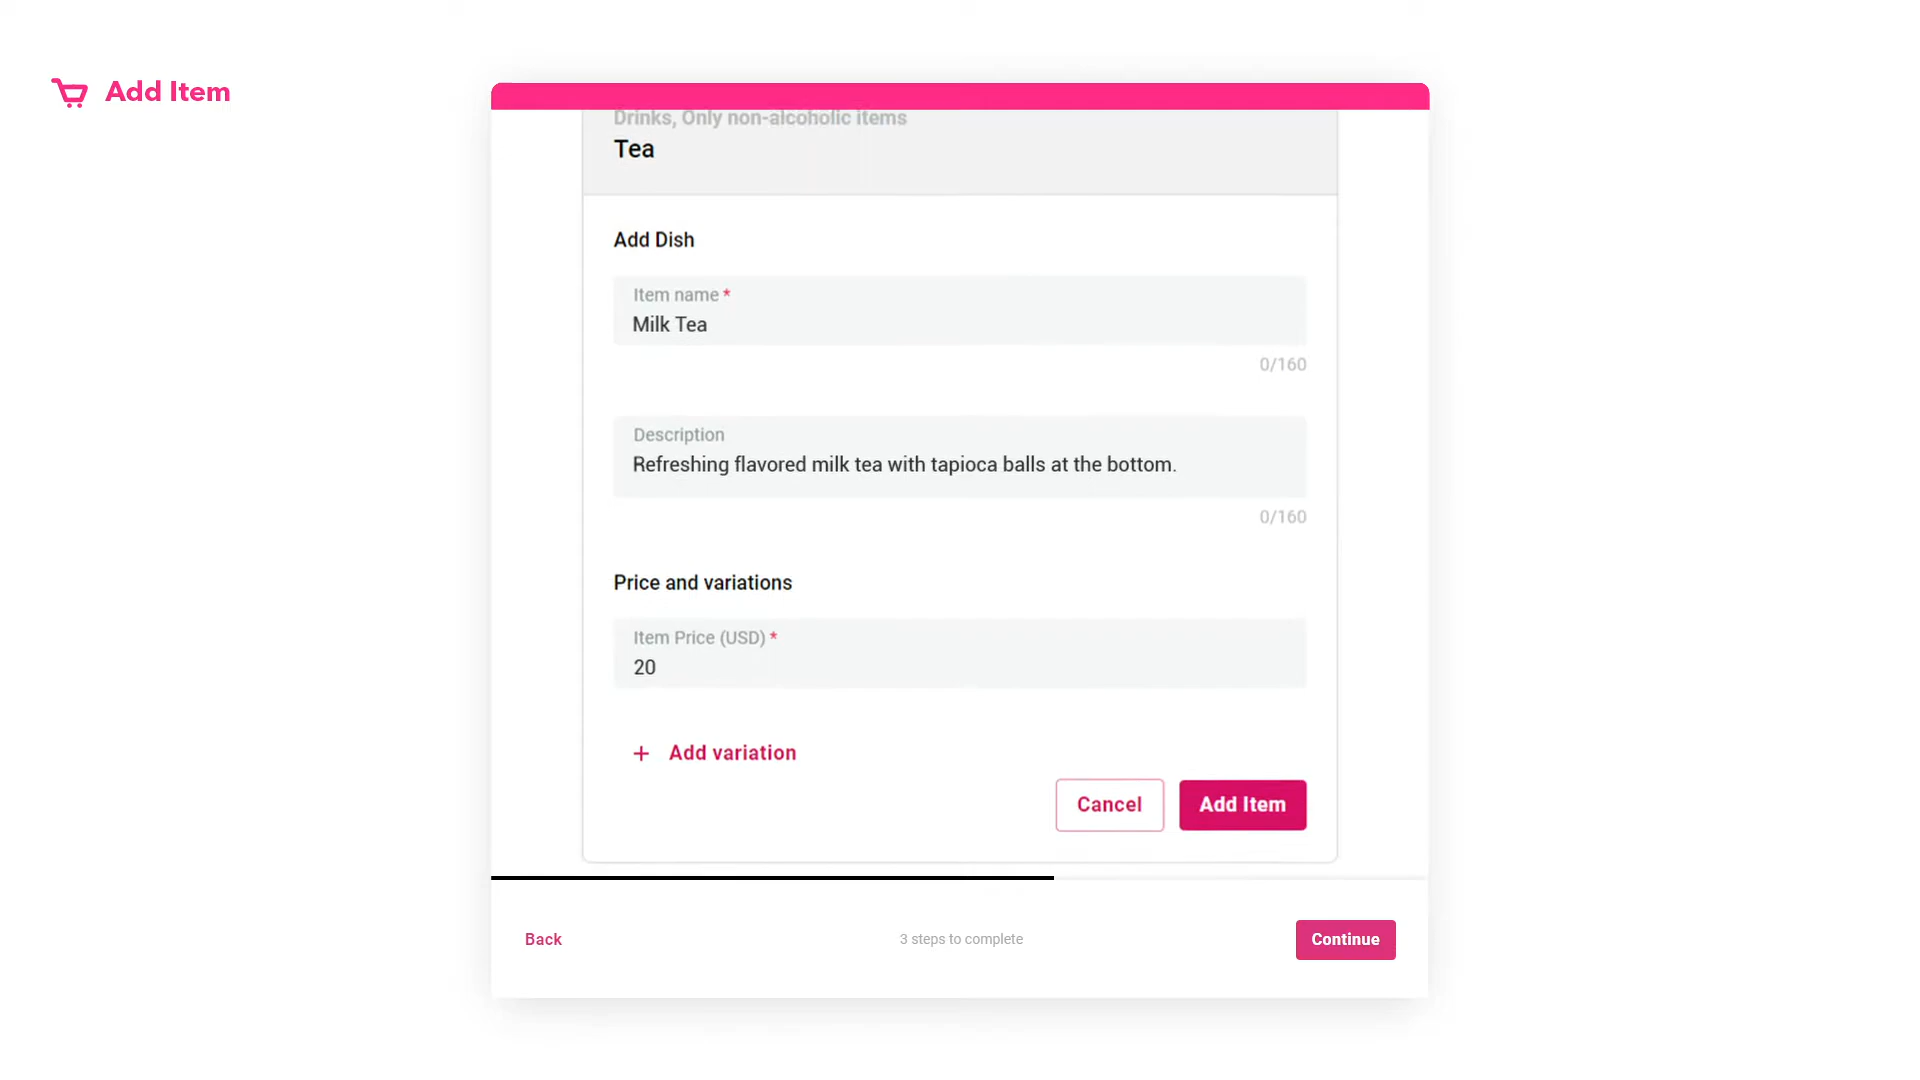 Add Item
Drinks, Only non-alcoholic items
Tea
Add Dish
Item name *
Milk Tea
0/160
Description
Refreshing flavored milk tea with tapioca balls at the bottom.
0/160
Price and variations
Item Price (USD) *
20
+ Add variation
Cancel
Add Item
Back
3 steps to complete
Continue